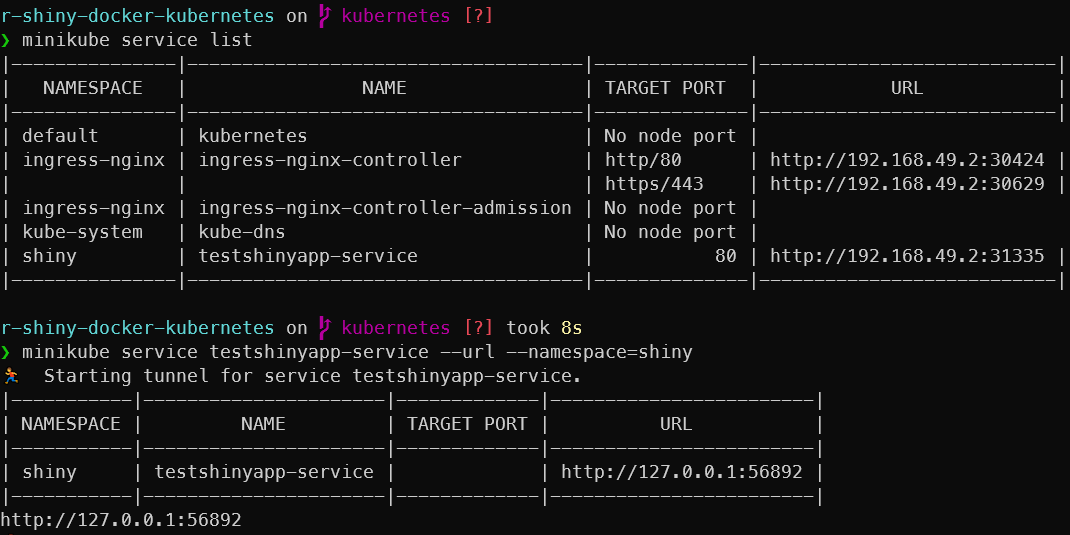 r-shiny-docker-kubernetes on kubernetes [?]
❯ minikube service list
|---------------|------------------------------------|--------------|---------------------------|
|   NAMESPACE   |                NAME                | TARGET PORT  |            URL            |
|---------------|------------------------------------|--------------|---------------------------|
| default       | kubernetes                         | No node port |
| ingress-nginx | ingress-nginx-controller           | http/80      | http://192.168.49.2:30424 |
|               |                                    | https/443    | http://192.168.49.2:30629 |
| ingress-nginx | ingress-nginx-controller-admission | No node port |
| kube-system   | kube-dns                           | No node port |
| shiny         | testshinyapp-service               |           80 | http://192.168.49.2:31335 |
|---------------|------------------------------------|--------------|---------------------------|
r-shiny-docker-kubernetes on kubernetes [?] took 8s
❯ minikube service testshinyapp-service --url --namespace=shiny
🏃  Starting tunnel for service testshinyapp-service.
|-----------|----------------------|-------------|------------------------|
| NAMESPACE |         NAME         | TARGET PORT |          URL           |
|-----------|----------------------|-------------|------------------------|
| shiny     | testshinyapp-service |             | http://127.0.0.1:56892 |
|-----------|----------------------|-------------|------------------------|
http://127.0.0.1:56892